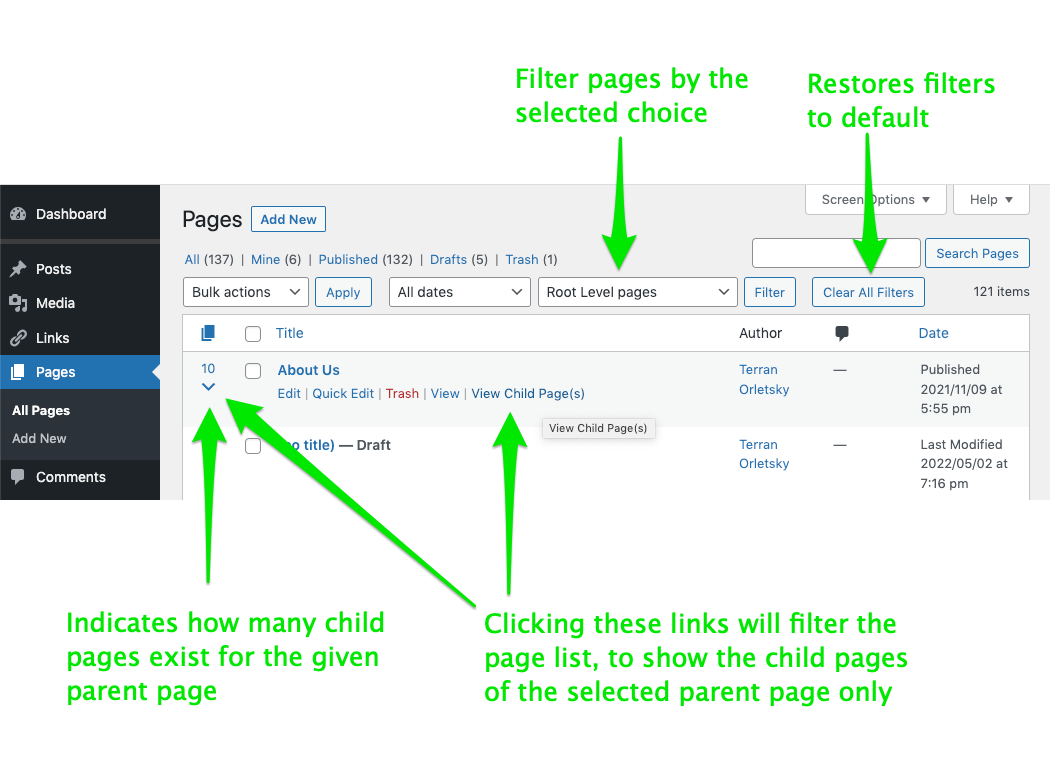 Filter pages by the
selected choice
Restores filters
to default
Dashboard
Posts
Media
Links
Pages
All Pages
Add New
Comments
Screen Options
Help
Pages
Add New
All (137) | Mine (6) | Published (132) | Drafts (5) | Trash (1)
Search Pages
Bulk actions
Apply
All dates
Root Level pages
Filter
Clear All Filters
121 items
Title
Author
Date
10
About Us
Edit | Quick Edit | Trash | View | View Child Page(s)
Terran
Orletsky
—
Published
2021/11/09 at
5:55 pm
View Child Page(s)
title) — Draft
Terran
Orletsky
—
Last Modified
2022/05/02 at
7:16 pm
Indicates how many child
pages exist for the given
parent page
Clicking these links will filter the
page list, to show the child pages
of the selected parent page only